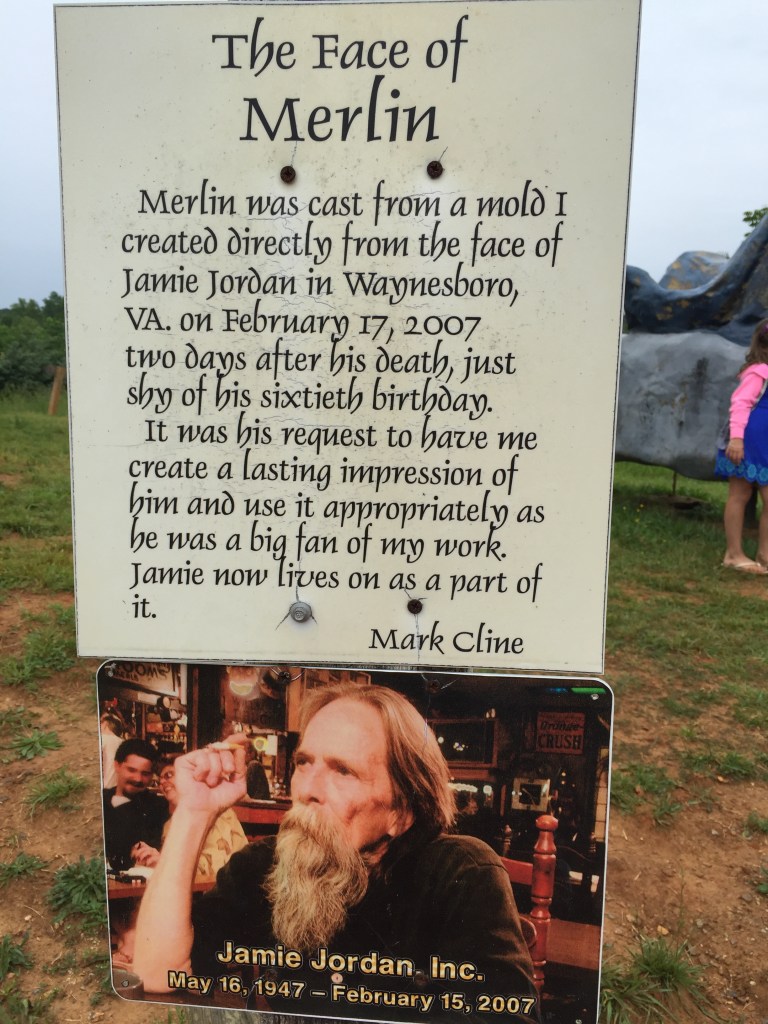 The Face of
Merlin
Merlin was cast from a mold I
created directly from the face of
Jamie Jordan in Waynesboro,
VA. on February 17, 2007
two days after his death, just
shy of his sixtieth birthday.
It was his request to have me
create a lasting impression of
him and use it appropriately as
he was a big fan of my work.
Jamie now lives on as a part of
it.
Mark Cline
CRUSH
Jamie Jordan, Inc.
May 16, 1947 – February 15, 2007